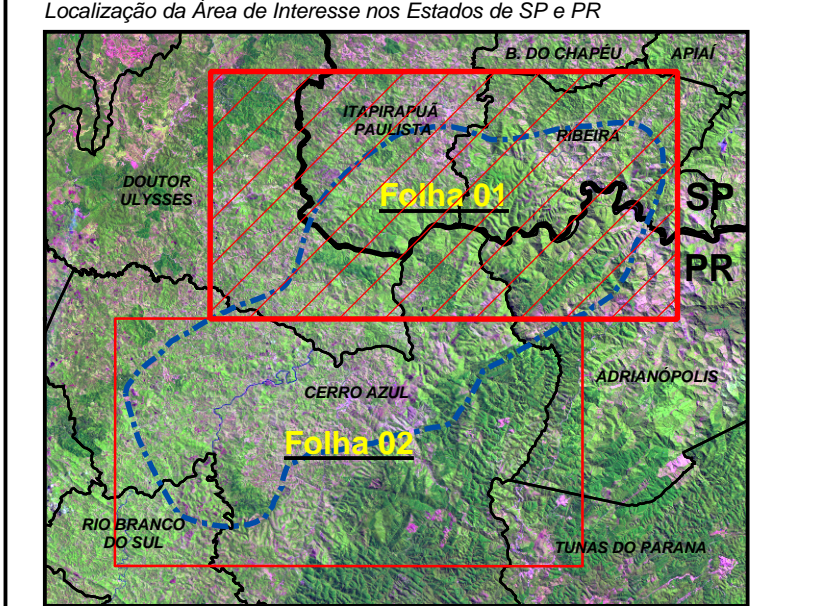 Localização da Área de Interesse nos Estados de SP e PR
B. DO CHAPÉU
APIAÍ
ITAPIRAPUÃ
PAULISTA
RIBEIRA
DOUTOR
ULYSSES
Folha 01
SP
PR
CERRO AZUL
ADRIANÓPOLIS
Folha 02
RIO BRANCO
DO SUL
TUNAS DO PARANA